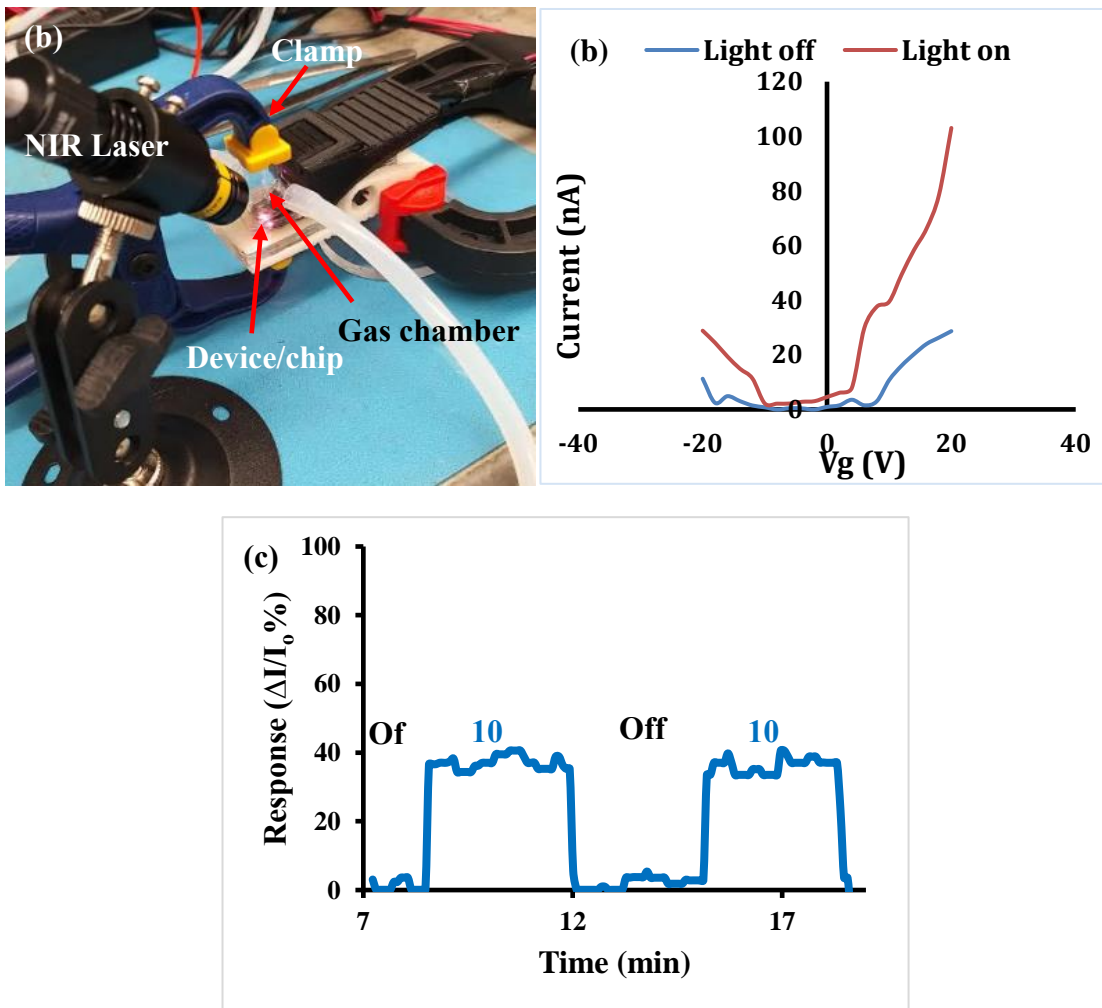 (b)
Clamp
NIR Laser
Gas chamber
Device/chip
(b)
Light off
Light on
120
100
80
60
40
20
0
-40
-20
0
20
40
Current (nA)
Vg (V)
(c)
100
80
60
40
20
0
Of
10
Off
10
7
12
17
Response (ΔI/Iₒ%)
Time (min)